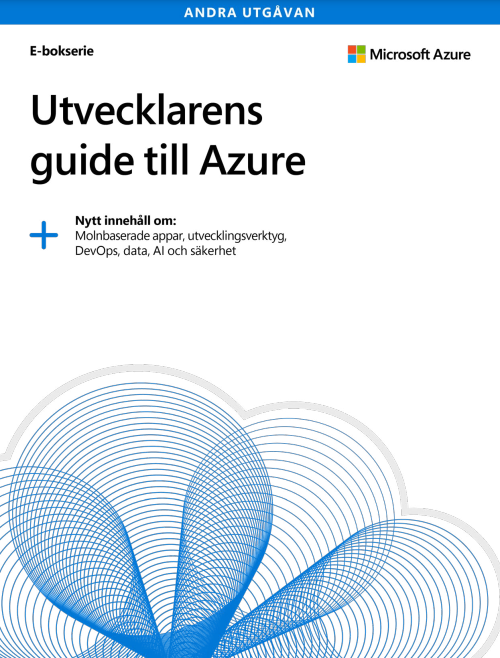 ANDRA UTGÅVAN
E-bokserie
Microsoft Azure
Utvecklarens
guide till Azure
Nytt innehåll om:
Molnbaserade appar, utvecklingsverktyg,
DevOps, data, AI och säkerhet